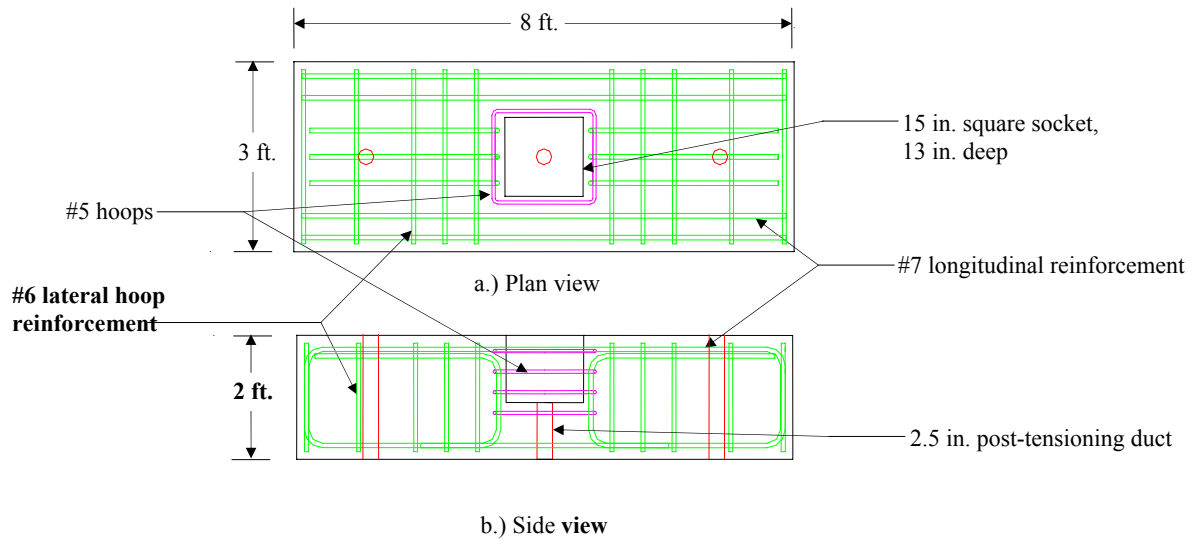 8 ft.
3 ft.
15 in. square socket,
13 in. deep
#5 hoops
#7 longitudinal reinforcement
a.) Plan view
#6 lateral hoop
reinforcement
2 ft.
2.5 in. post-tensioning duct
b.) Side view